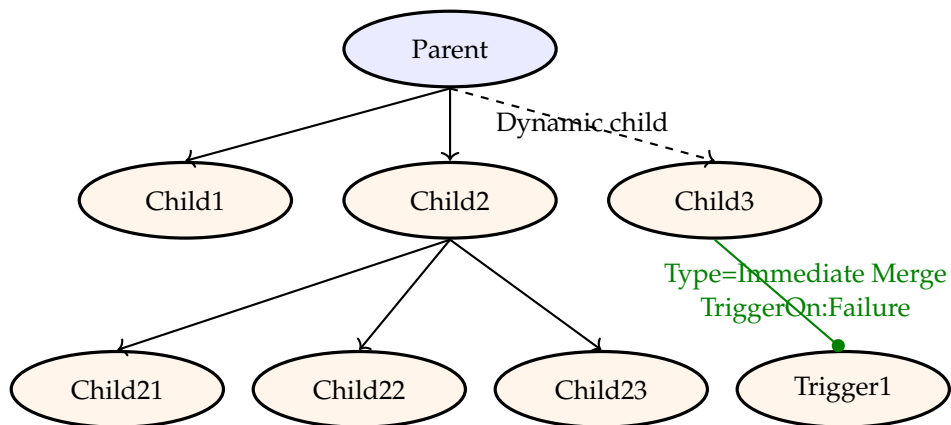 Parent
Dynamic child
Child1
Child2
Child3
Type=Immediate Merge
TriggerOn:Failure
Child21
Child22
Child23
Trigger1